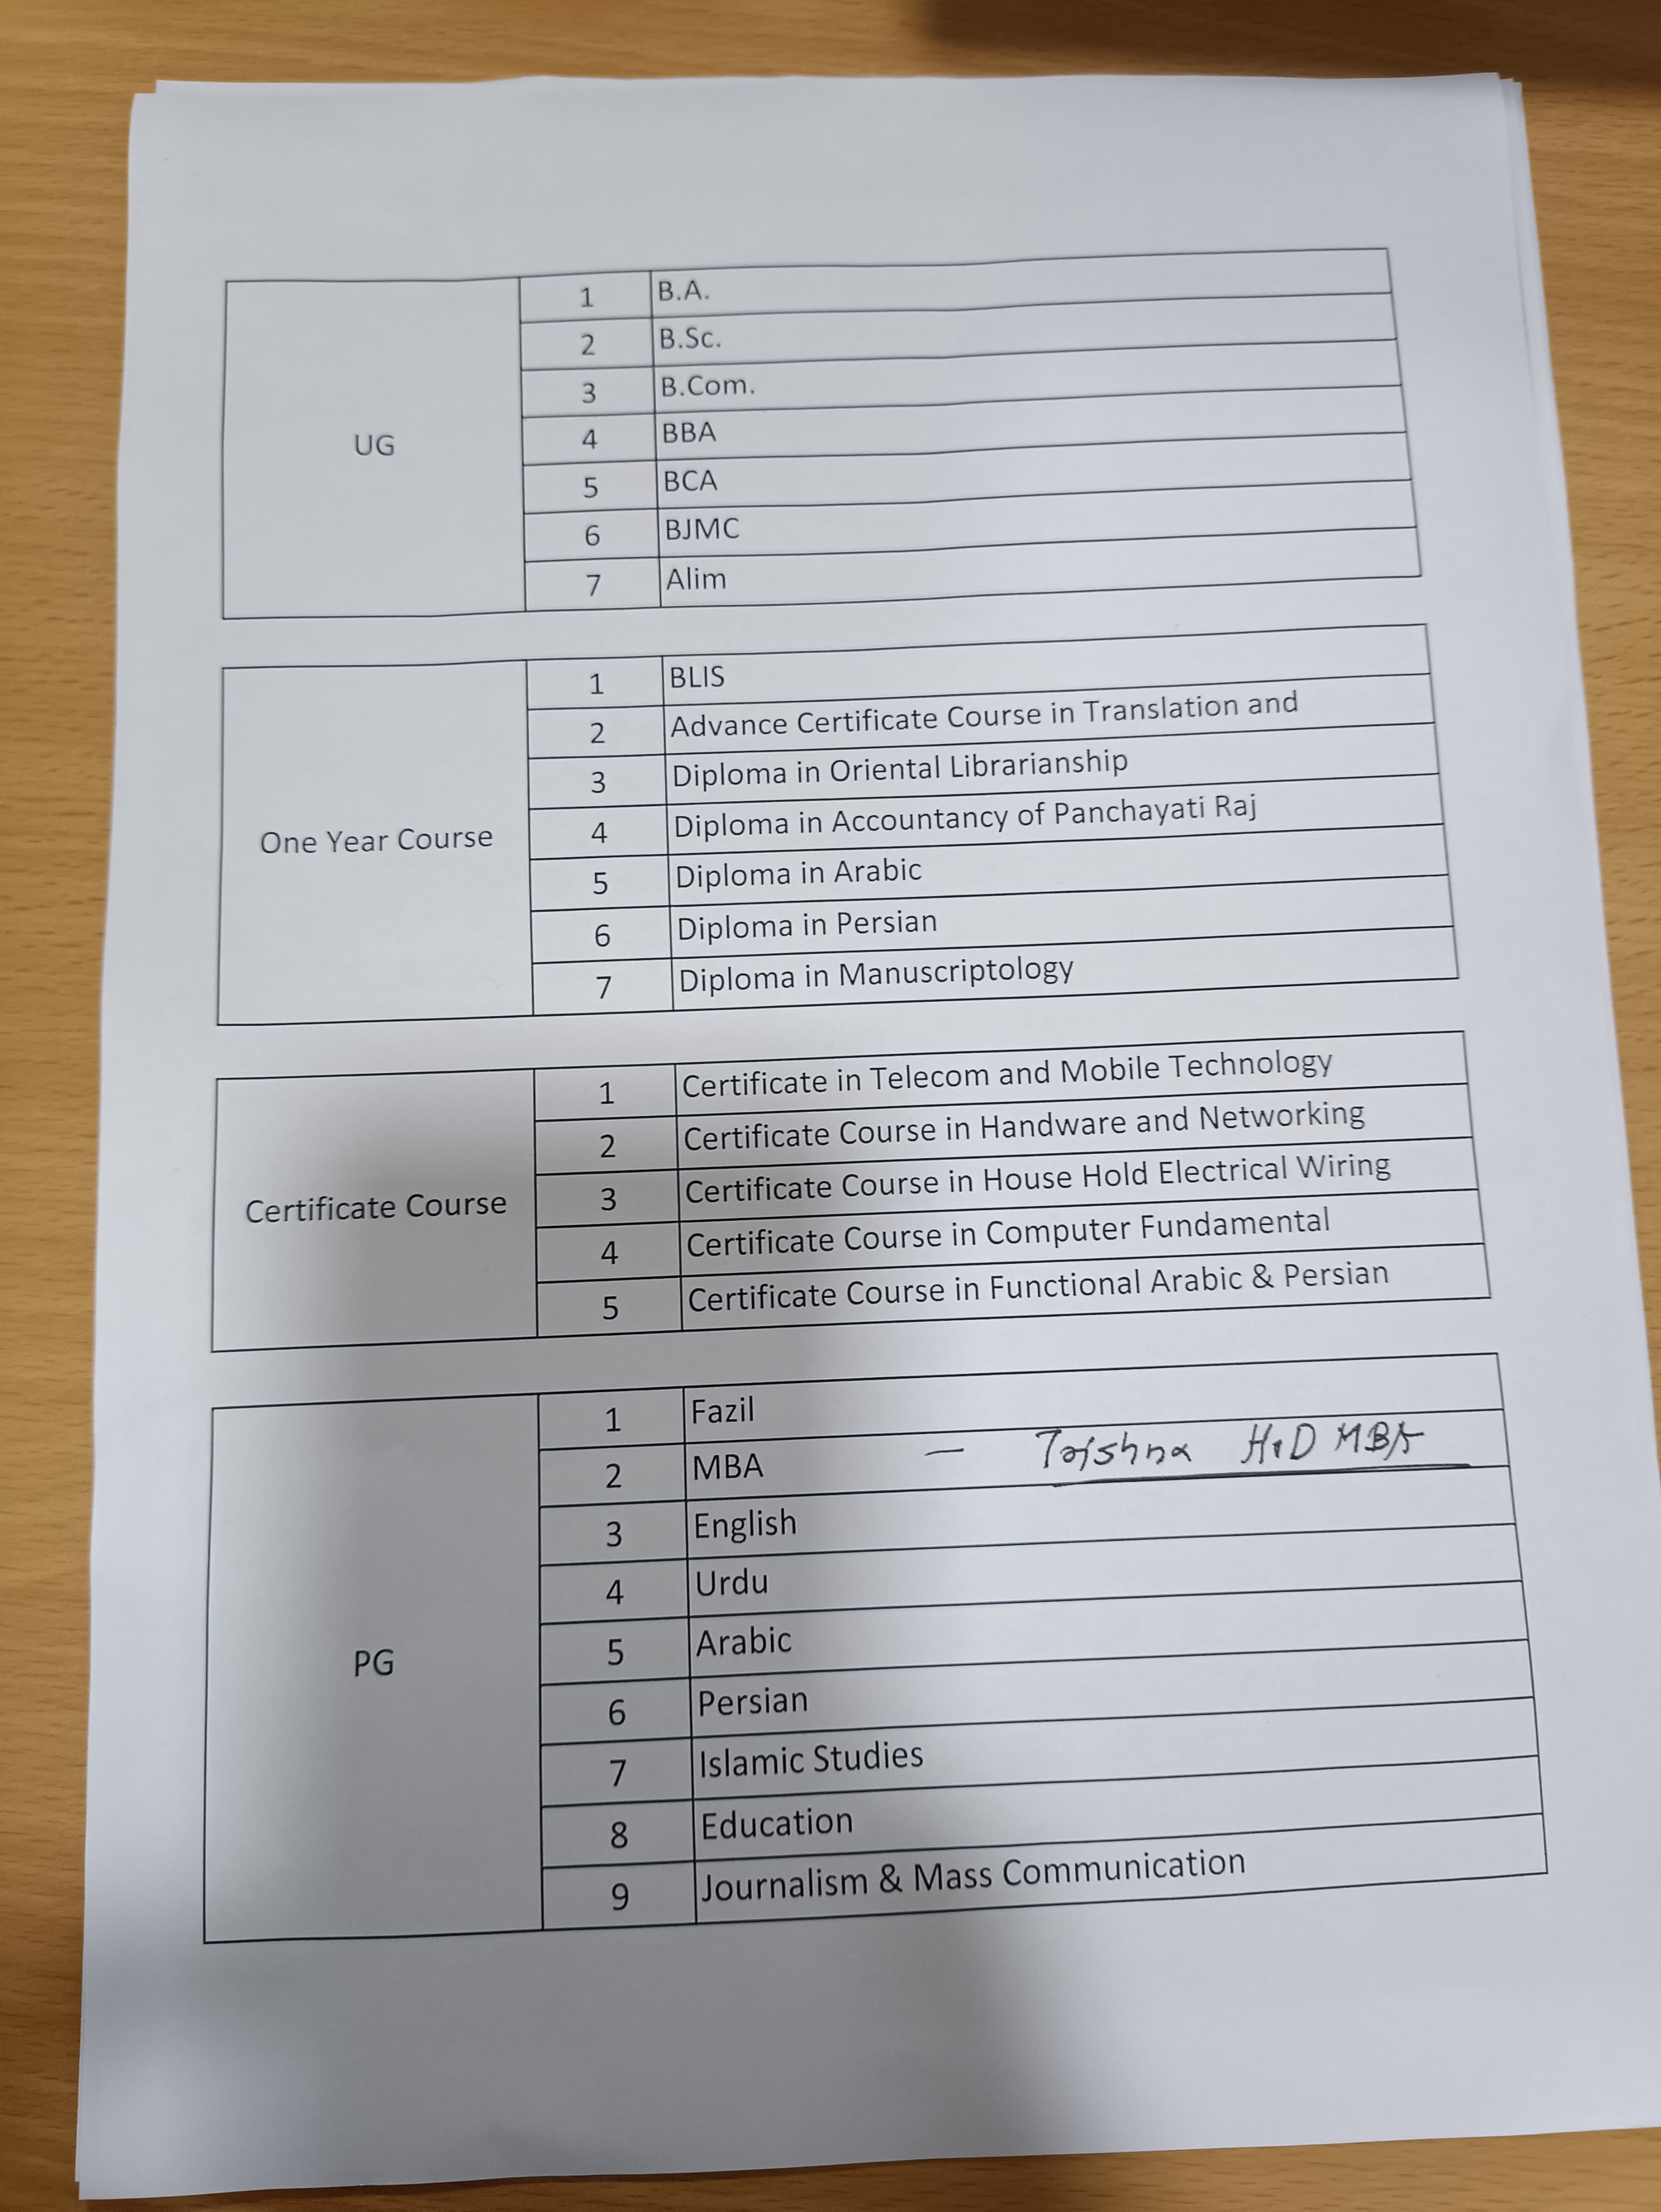 UG
1 B.A.
2 B.Sc.
3 B.Com.
4 BBA
5 BCA
6 BJMC
7 Alim
One Year Course
1 BLIS
2 Advance Certificate Course in Translation and
3 Diploma in Oriental Librarianship
4 Diploma in Accountancy of Panchayati Raj
5 Diploma in Arabic
6 Diploma in Persian
7 Diploma in Manuscriptology
Certificate Course
1 Certificate in Telecom and Mobile Technology
2 Certificate Course in Handware and Networking
3 Certificate Course in House Hold Electrical Wiring
4 Certificate Course in Computer Fundamental
5 Certificate Course in Functional Arabic & Persian
PG
1 Fazil
2 MBA — HOD MBA
3 English
4 Urdu
5 Arabic
6 Persian
7 Islamic Studies
8 Education
9 Journalism & Mass Communication